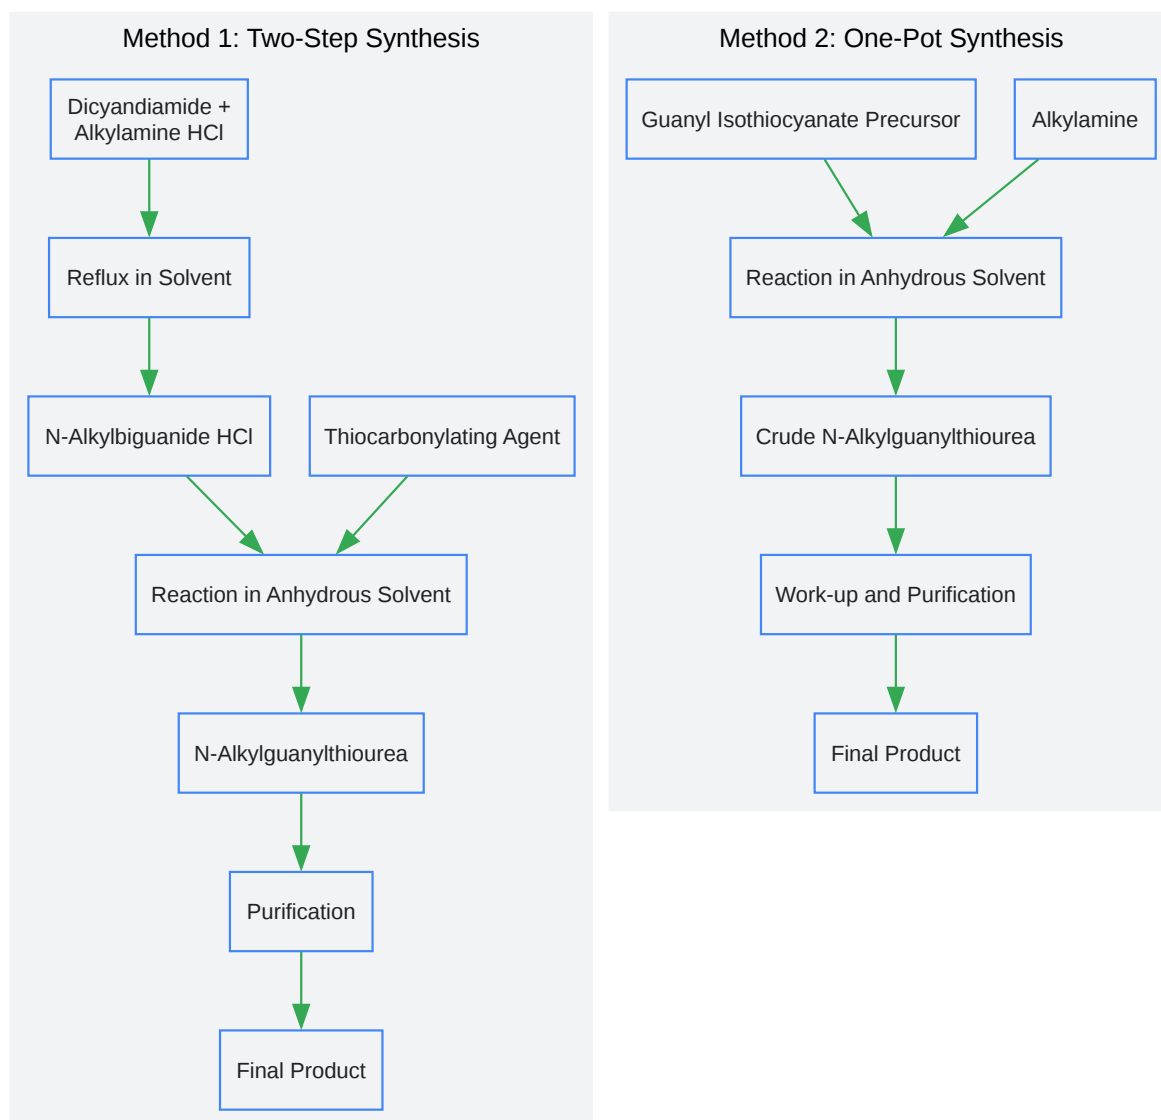 Method 1: Two-Step Synthesis
Dicyandiamide +
Alkylamine HCl
Reflux in Solvent
N-Alkylbiguanide HCl
Thiocarbonylating Agent
Reaction in Anhydrous Solvent
N-Alkylguanylthiourea
Purification
Final Product
Method 2: One-Pot Synthesis
Guanyl Isothiocyanate Precursor
Alkylamine
Reaction in Anhydrous Solvent
Crude N-Alkylguanylthiourea
Work-up and Purification
Final Product